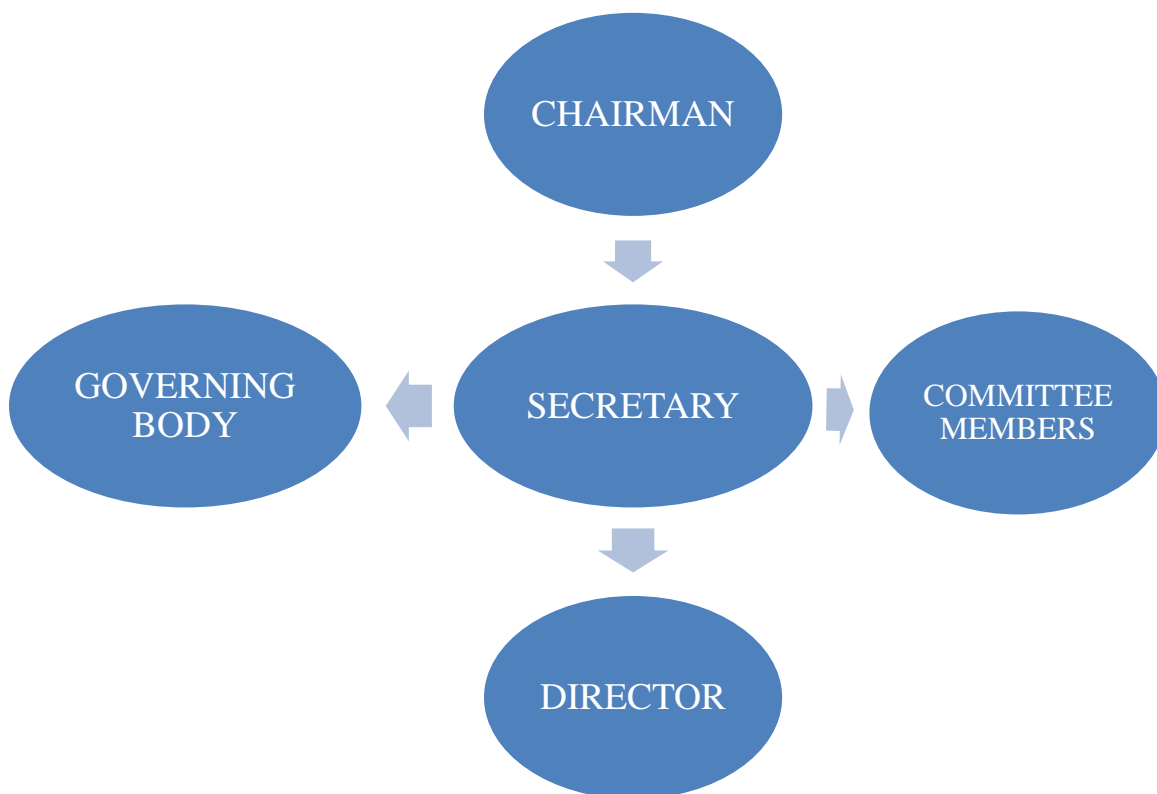 CHAIRMAN
GOVERNING
BODY
SECRETARY
COMMITTEE
MEMBERS
DIRECTOR